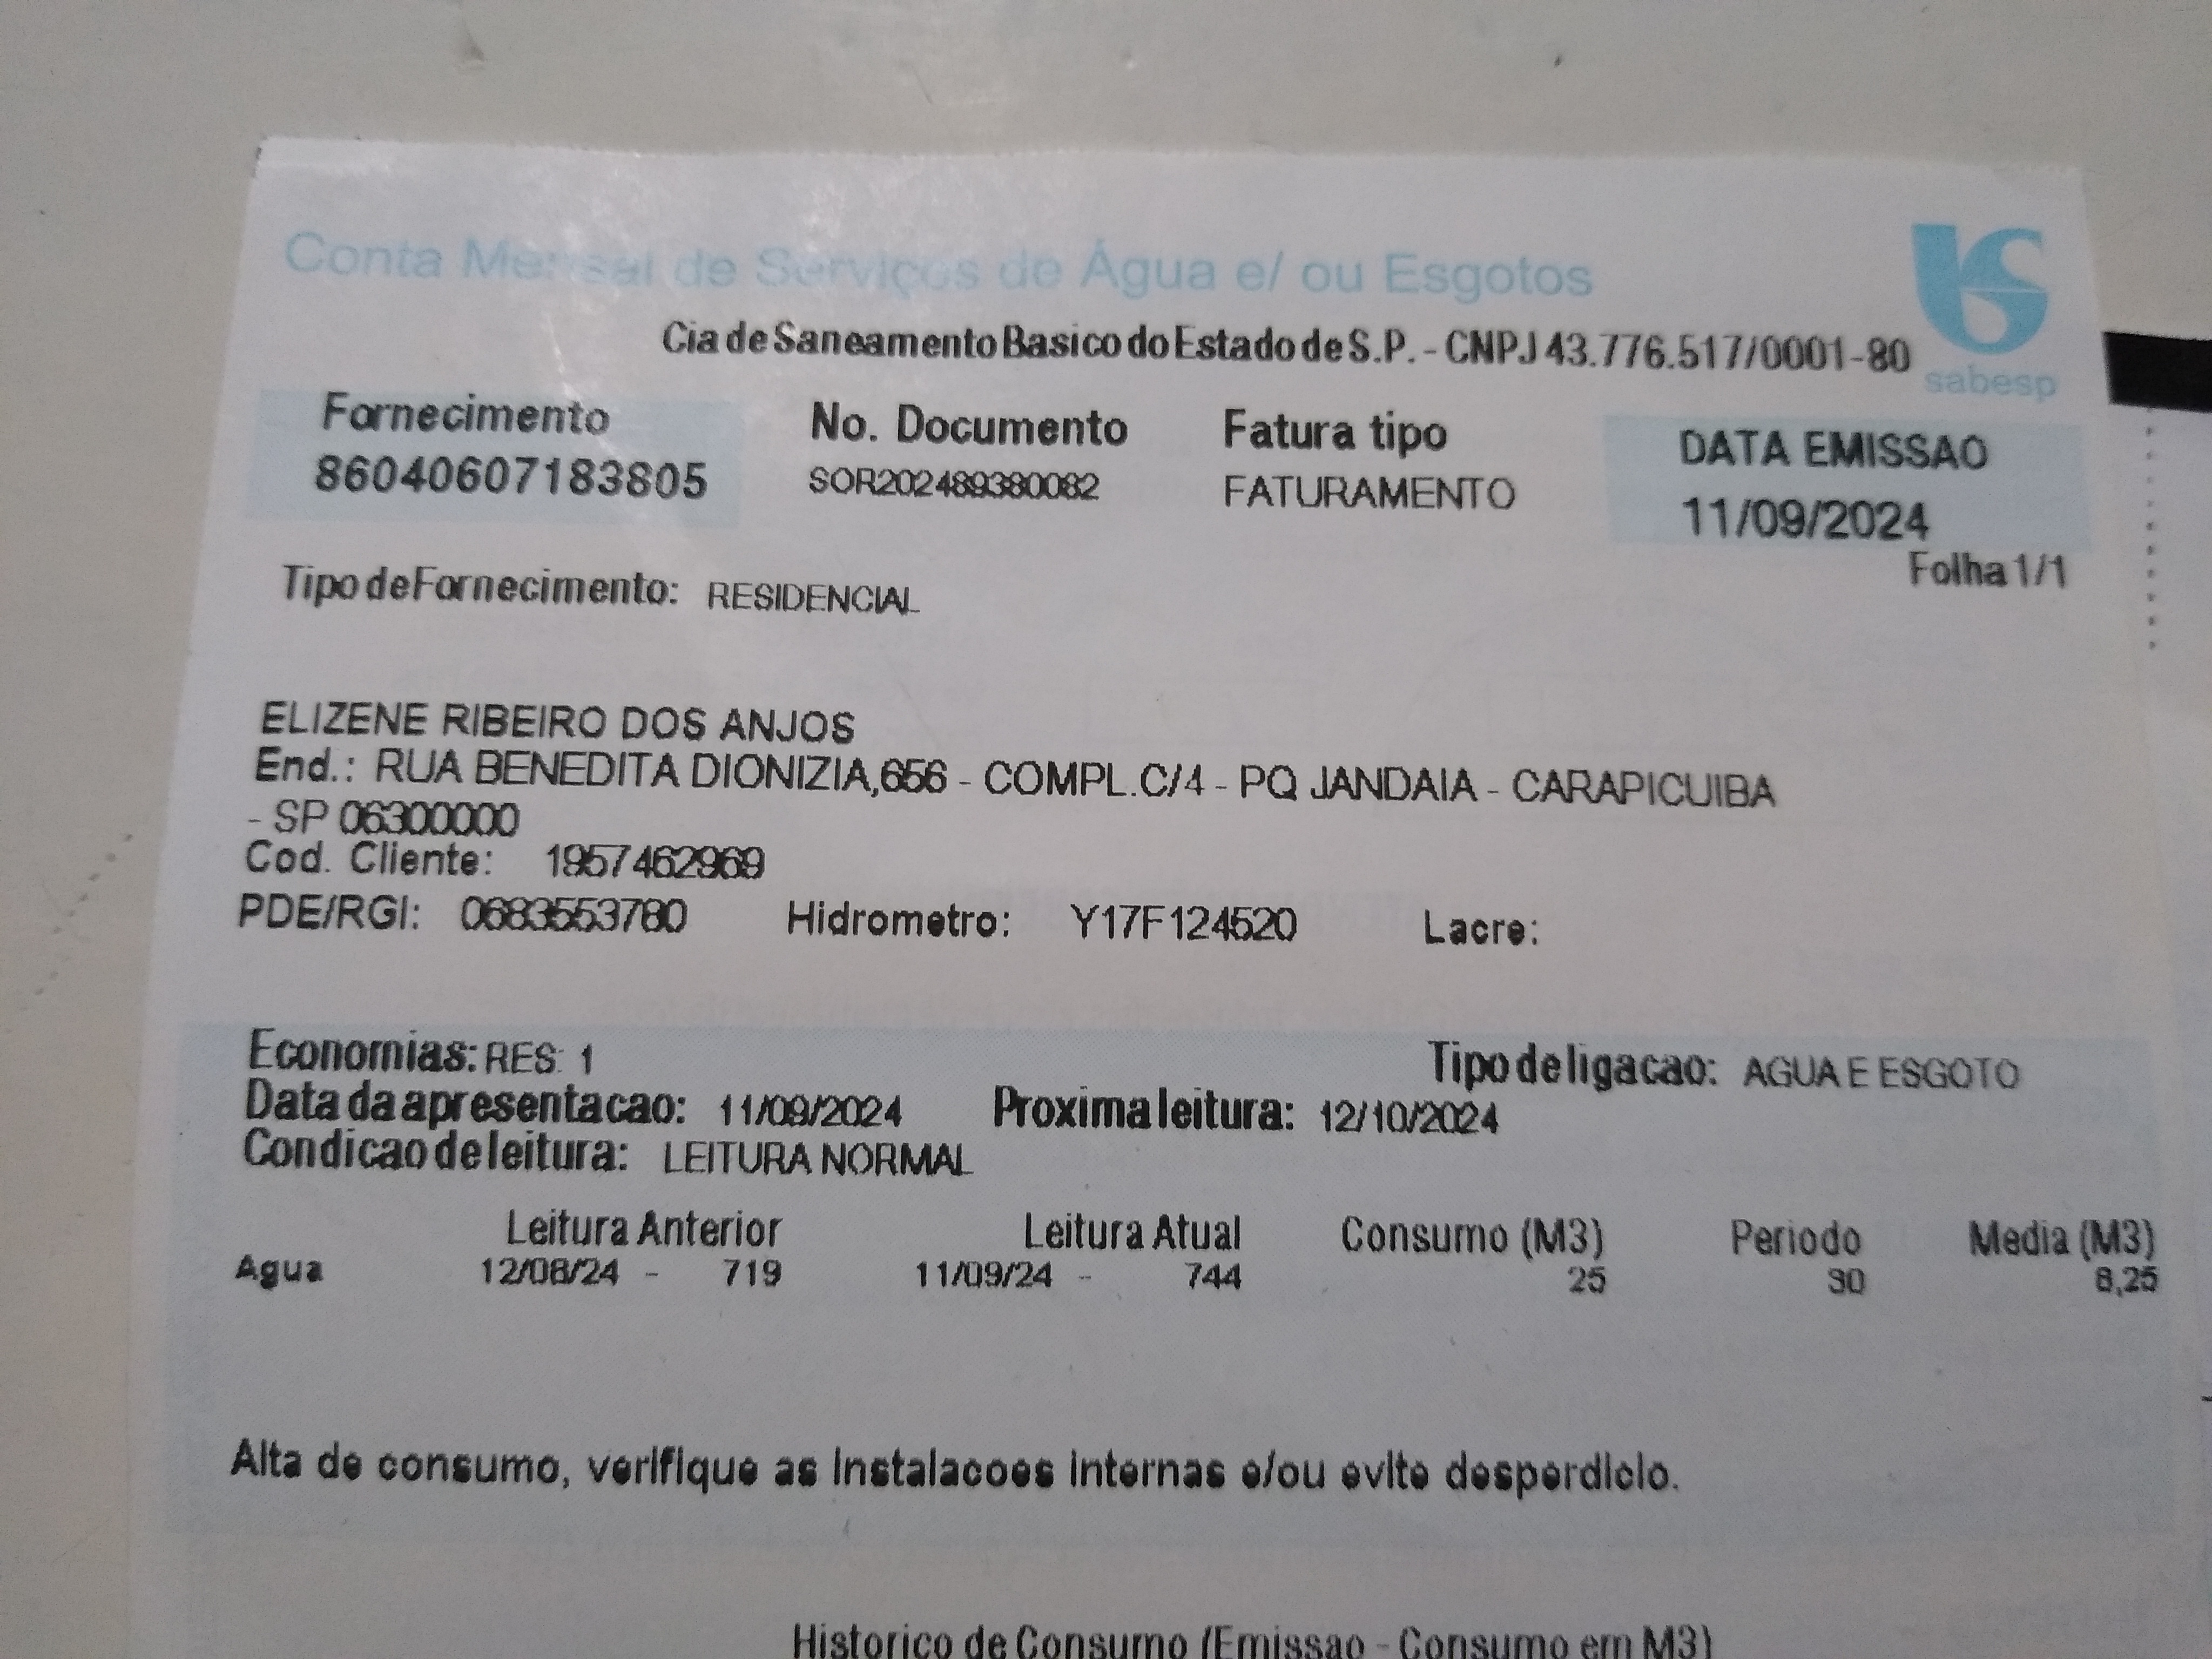 Conta Mensal de Serviços de Água e/ ou Esgotos
sabesp
Cia de Saneamento Basico do Estado de S.P. - CNPJ 43.776.517/0001-80
Fornecimento No. Documento Fatura tipo DATA EMISSAO
86040607183805 SOR202489380082 FATURAMENTO 11/09/2024
Folha 1/1
Tipo de Fornecimento: RESIDENCIAL
ELIZENE RIBEIRO DOS ANJOS
End.: RUA BENEDITA DIONIZIA,656 - COMPL.C/4 - PQ JANDAIA - CARAPICUIBA
- SP 06300000
Cod. Cliente: 1957462969
PDE/RGI: 0683553780 Hidrometro: Y17F124520 Lacre:
Economias: RES: 1 Tipo de ligacao: AGUA E ESGOTO
Data da apresentacao: 11/09/2024 Proxima leitura: 12/10/2024
Condicao de leitura: LEITURA NORMAL
Leitura Anterior Leitura Atual Consumo (M3) Periodo Media (M3)
Agua 12/08/24 - 719 11/09/24 - 744 25 30 8,25
Alta de consumo, verifique as instalacoes internas e/ou evite desperdicio.
Historico de Consumo (Emissao - Consumo em M3)